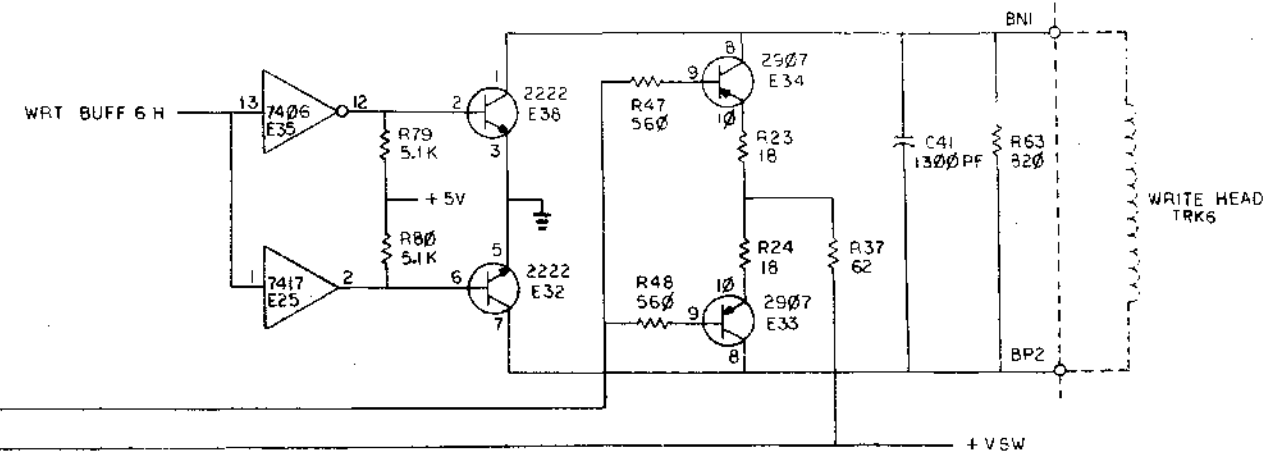 BN1
WRT BUFF 6 H
13
7406
E35
12
R79
5.1K
+ 5V
R80
5.1K
1
7417
E25
2
1
2
2222
E38
3
5
6
2222
E32
7
8
9
2907
E34
10
R47
560
R23
18
R24
18
R37
62
R48
560
10
9
2907
E33
8
C41
1300PF
R63
820
BP2
WRITE HEAD
TRK6
+ VSW